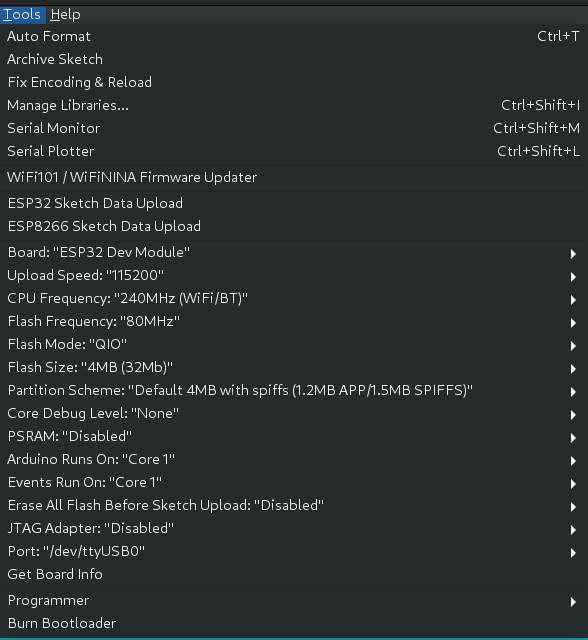 Tools Help
Auto Format Ctrl+T
Archive Sketch
Fix Encoding & Reload
Manage Libraries... Ctrl+Shift+I
Serial Monitor Ctrl+Shift+M
Serial Plotter Ctrl+Shift+L
WiFi101 / WiFiNINA Firmware Updater
ESP32 Sketch Data Upload
ESP8266 Sketch Data Upload
Board: "ESP32 Dev Module"
Upload Speed: "115200"
CPU Frequency: "240MHz (WiFi/BT)"
Flash Frequency: "80MHz"
Flash Mode: "QIO"
Flash Size: "4MB (32Mb)"
Partition Scheme: "Default 4MB with spiffs (1.2MB APP/1.5MB SPIFFS)"
Core Debug Level: "None"
PSRAM: "Disabled"
Arduino Runs On: "Core 1"
Events Run On: "Core 1"
Erase All Flash Before Sketch Upload: "Disabled"
JTAG Adapter: "Disabled"
Port: "/dev/ttyUSB0"
Get Board Info
Programmer
Burn Bootloader